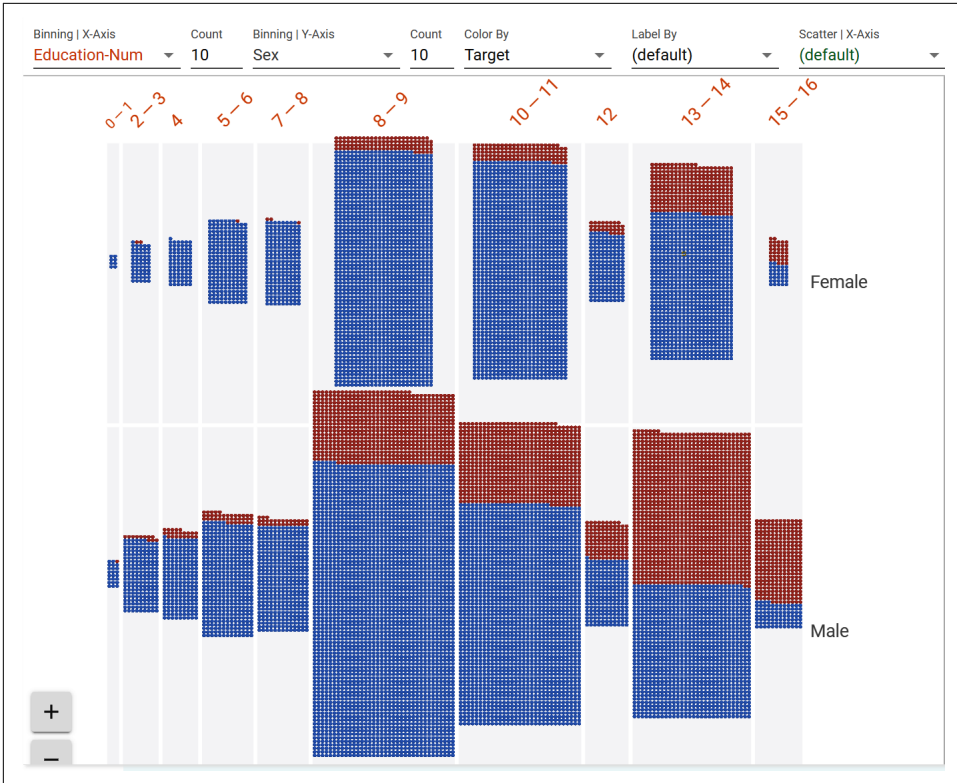 Binning | X-Axis Count Binning | Y-Axis Count Color By Label By Scatter | X-Axis
Education-Num 10 Sex 10 Target (default) (default)
0 – 1 2 – 3 4 5 – 6 7 – 8 8 – 9 10 – 11 12 13 – 14 15 – 16
Female
Male
+
−